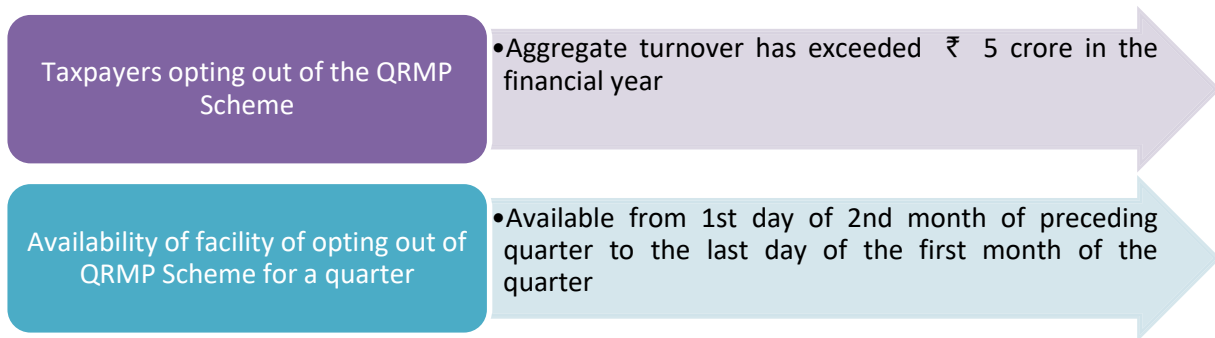 Taxpayers opting out of the QRMP
Scheme
•Aggregate turnover has exceeded ₹ 5 crore in the
financial year
Availability of facility of opting out of
QRMP Scheme for a quarter
•Available from 1st day of 2nd month of preceding
quarter to the last day of the first month of the
quarter